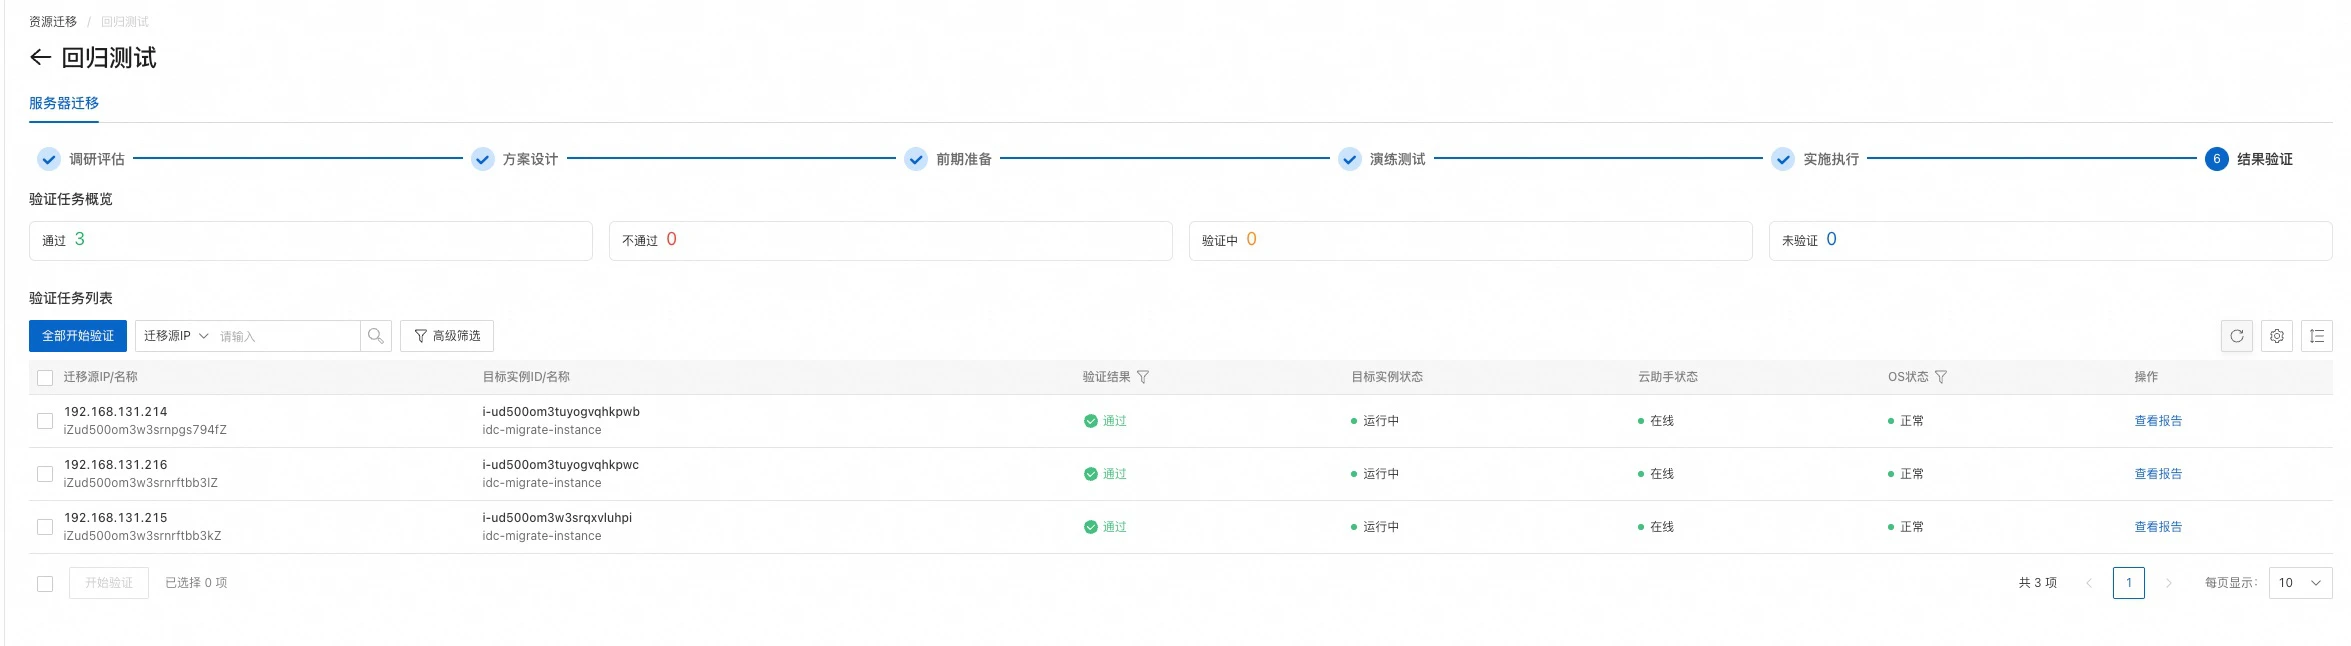 资源迁移 / 回归测试
回归测试
服务器迁移
调研评估 方案设计 前期准备 演练测试 实施执行 6 结果验证
验证任务概览
通过 3 不通过 0 验证中 0 未验证 0
验证任务列表
全部开始验证 迁移源IP 请输入 高级筛选
迁移源IP/名称 目标实例ID/名称 验证结果 目标实例状态 云助手状态 OS状态 操作
192.168.131.214 i-ud500om3tuyogvqhkpwb 通过 运行中 在线 正常 查看报告
iZud500om3w3srnpgs794fZ idc-migrate-instance
192.168.131.216 i-ud500om3tuyogvqhkpwc 通过 运行中 在线 正常 查看报告
iZud500om3w3srnrftbb3lZ idc-migrate-instance
192.168.131.215 i-ud500om3w3srqxvluhpi 通过 运行中 在线 正常 查看报告
iZud500om3w3srnrftbb3kZ idc-migrate-instance
开始验证 已选择 0 项 共 3 项 1 每页显示: 10